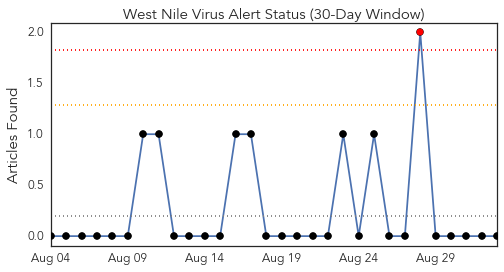 West Nile Virus Alert Status (30-Day Window)
Articles Found
2.0
1.5
1.0
0.5
0.0
Aug 04 Aug 09 Aug 14 Aug 19 Aug 24 Aug 29